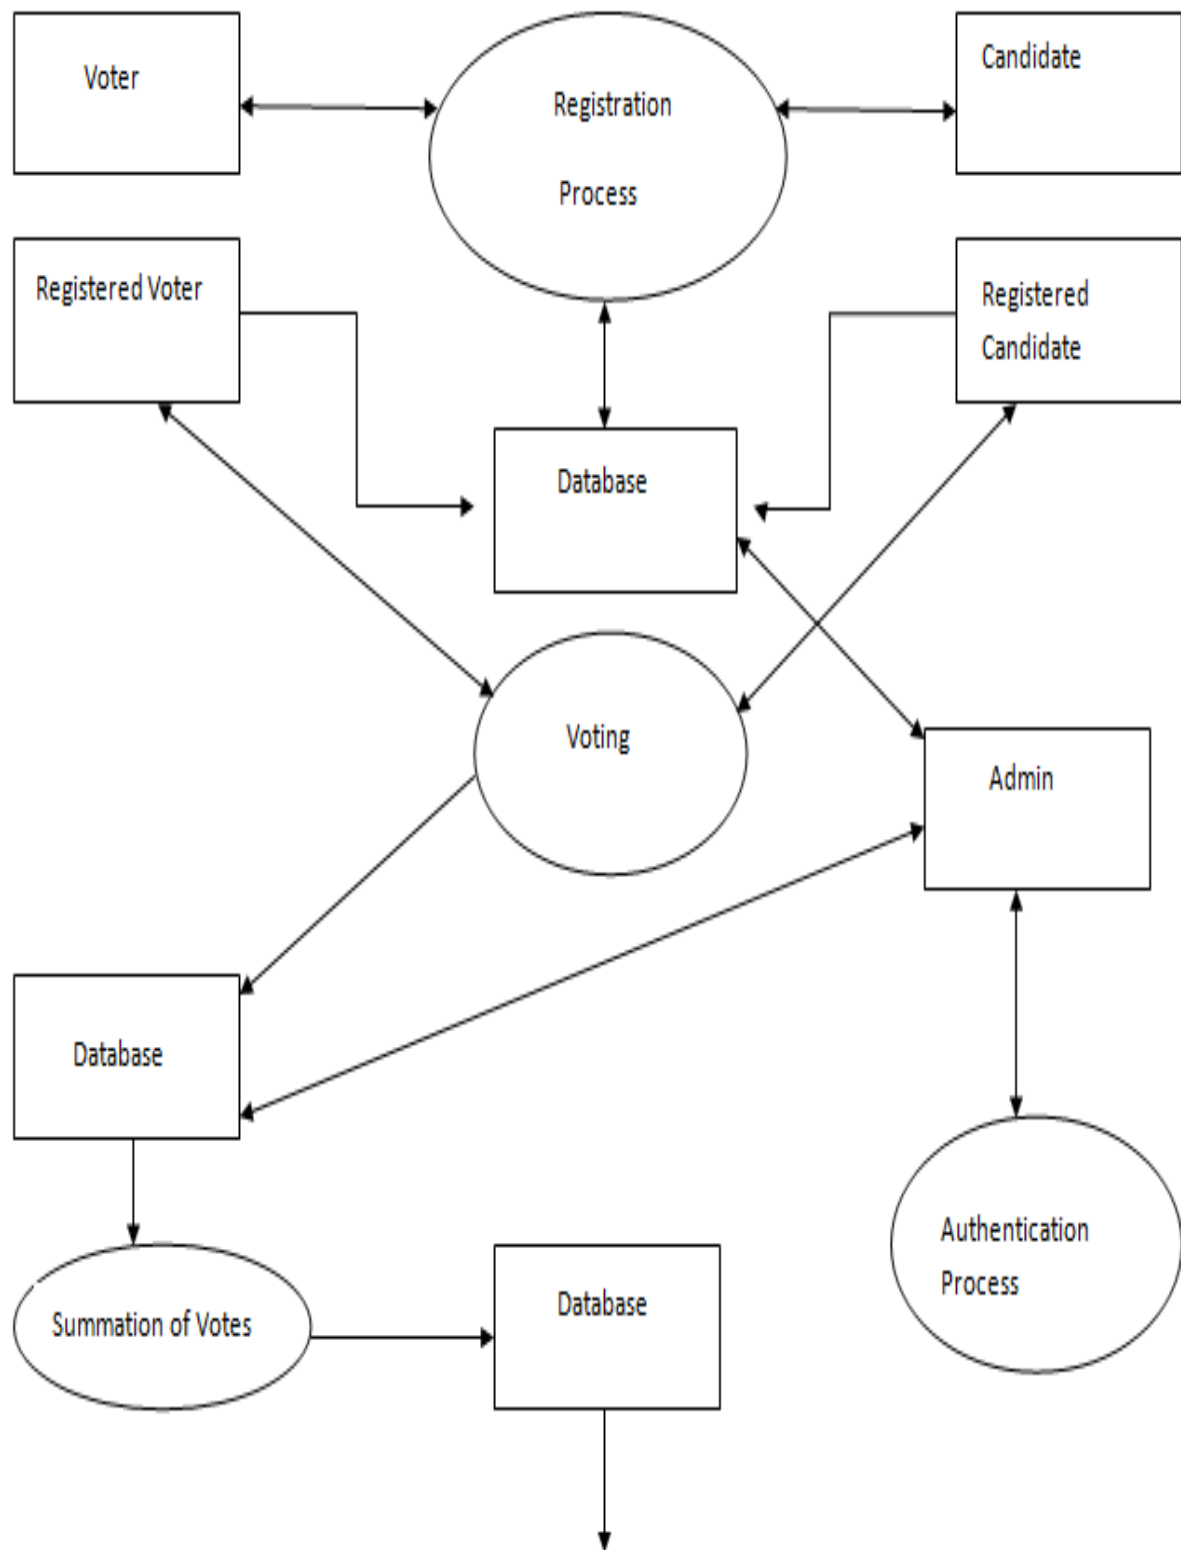 Voter
Registration
Process
Candidate
Registered Voter
Registered
Candidate
Database
Voting
Admin
Database
Authentication
Process
Summation of Votes
Database